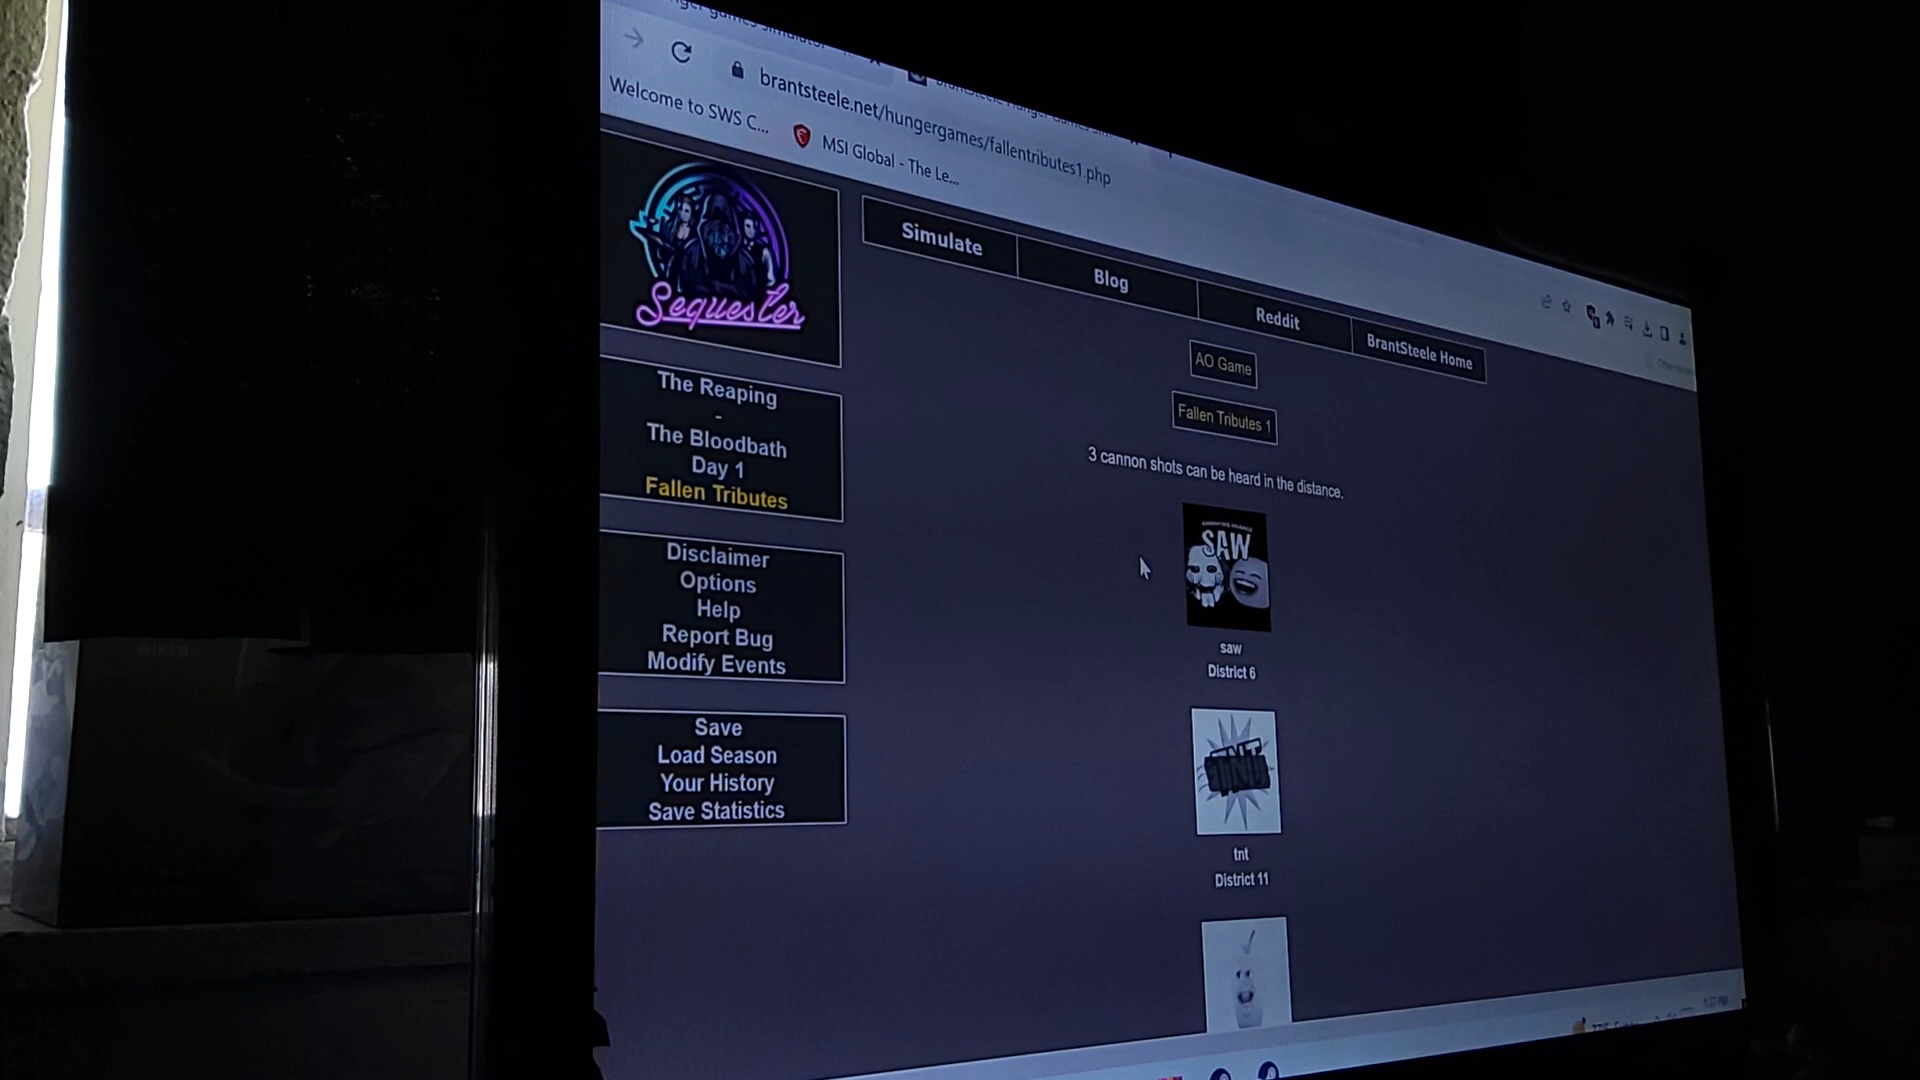 brantsteele.net/hungergames/fallentributes1.php
Welcome to SWS C...
MSI Global - The Le...
Sequester
Simulate
Blog
Reddit
BrantSteele Home
AO Game
Fallen Tributes 1
3 cannon shots can be heard in the distance.
The Reaping
-
The Bloodbath
Day 1
Fallen Tributes
Disclaimer
Options
Help
Report Bug
Modify Events
Save
Load Season
Your History
Save Statistics
SAW
saw
District 6
TNT
tnt
District 11
WIRED